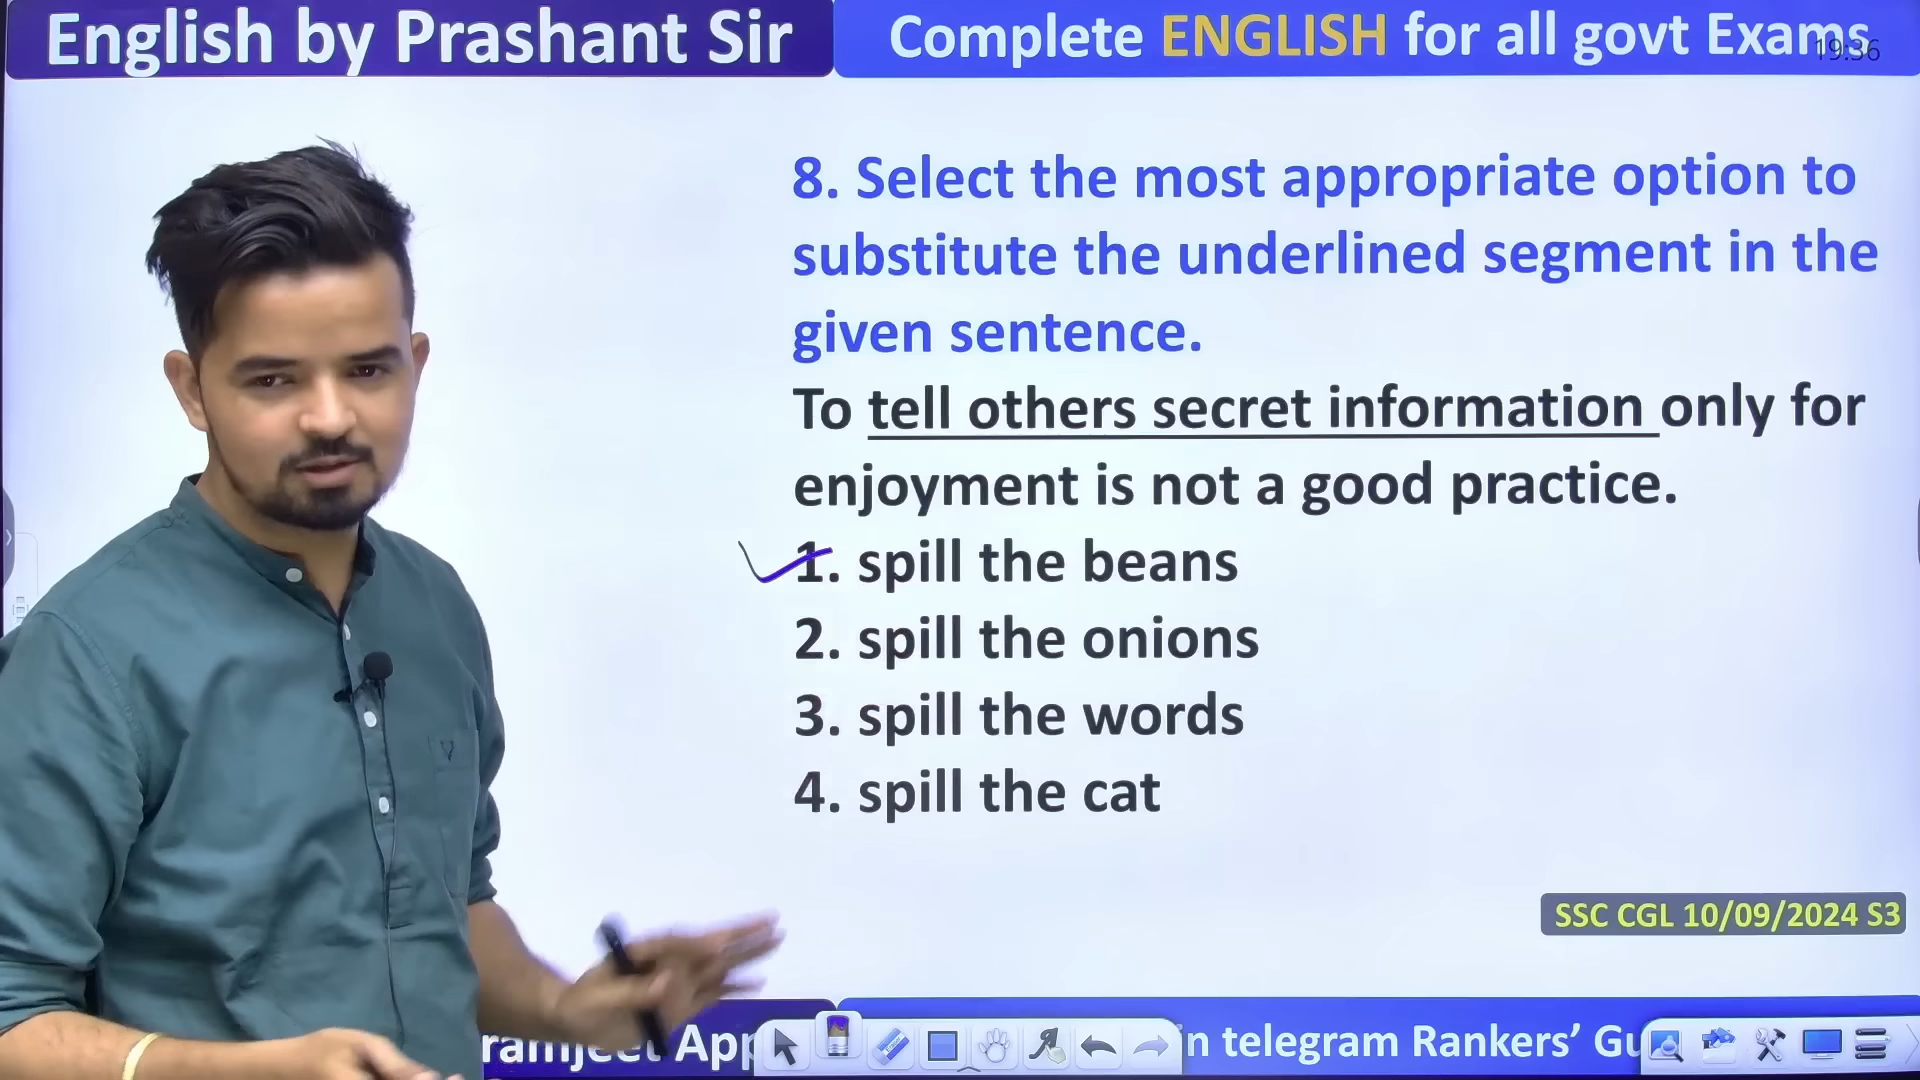 English by Prashant Sir
Complete ENGLISH for all govt Exams
19:36
8. Select the most appropriate option to
substitute the underlined segment in the
given sentence.
To tell others secret information only for
enjoyment is not a good practice.
1. spill the beans
2. spill the onions
3. spill the words
4. spill the cat
SSC CGL 10/09/2024 S3
telegram Rankers’